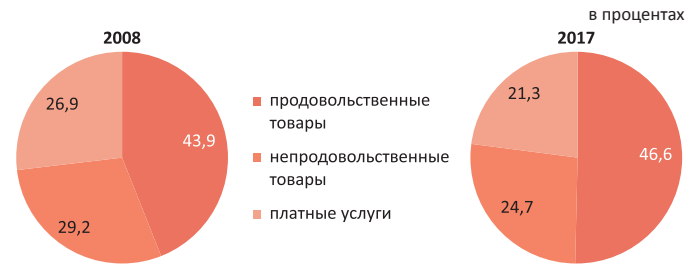 в процентах
2008
2017
26,9
43,9
29,2
продовольственные
товары
непродовольственные
товары
платные услуги
21,3
46,6
24,7